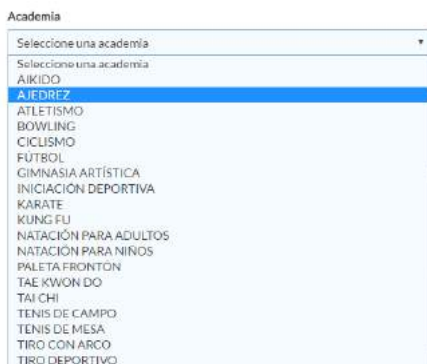 Academia
Seleccione una academia
Seleccione una academia
AIKIDO
AJEDREZ
ATLETISMO
BOWLING
CICLISMO
FÚTBOL
GIMNASIA ARTÍSTICA
INICIACIÓN DEPORTIVA
KARATE
KUNG FU
NATACIÓN PARA ADULTOS
NATACIÓN PARA NIÑOS
PALETA FRONTÓN
TAE KWON DO
TAI CHI
TENIS DE CAMPO
TENIS DE MESA
TIRO CON ARCO
TIRO DEPORTIVO